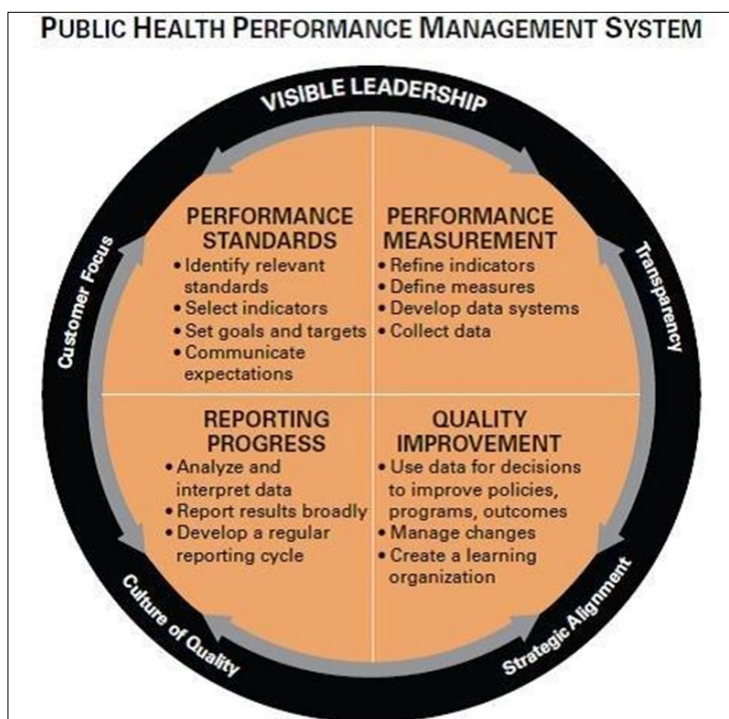 PUBLIC HEALTH PERFORMANCE MANAGEMENT SYSTEM
VISIBLE LEADERSHIP
Customer Focus
Transparency
PERFORMANCE
STANDARDS
• Identify relevant
standards
• Select indicators
• Set goals and targets
• Communicate
expectations
PERFORMANCE
MEASUREMENT
• Refine indicators
• Define measures
• Develop data systems
• Collect data
REPORTING
PROGRESS
• Analyze and
interpret data
• Report results broadly
• Develop a regular
reporting cycle
QUALITY
IMPROVEMENT
• Use data for decisions
to improve policies,
programs, outcomes
• Manage changes
• Create a learning
organization
Culture of Quality
Strategic Alignment